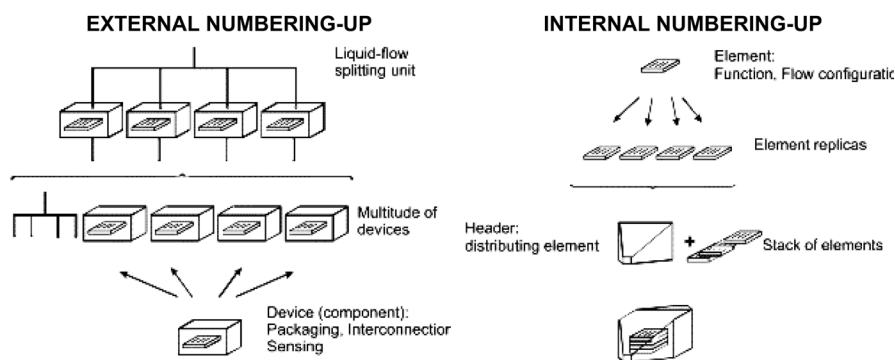 EXTERNAL NUMBERING-UP
Liquid-flow
splitting unit
Multitude of
devices
Device (component):
Packaging, Interconnection
Sensing
INTERNAL NUMBERING-UP
Element:
Function, Flow configuratio
Element replicas
Header:
distributing element
+
Stack of elements